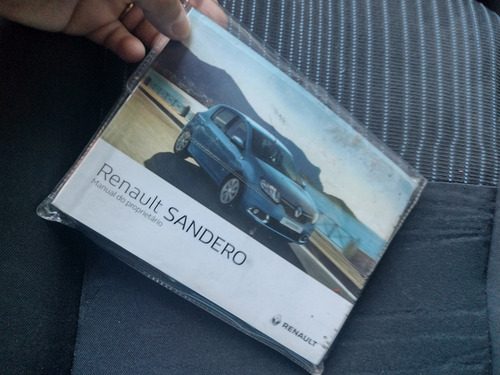 Renault SANDERO
Manual do proprietário
RENAULT